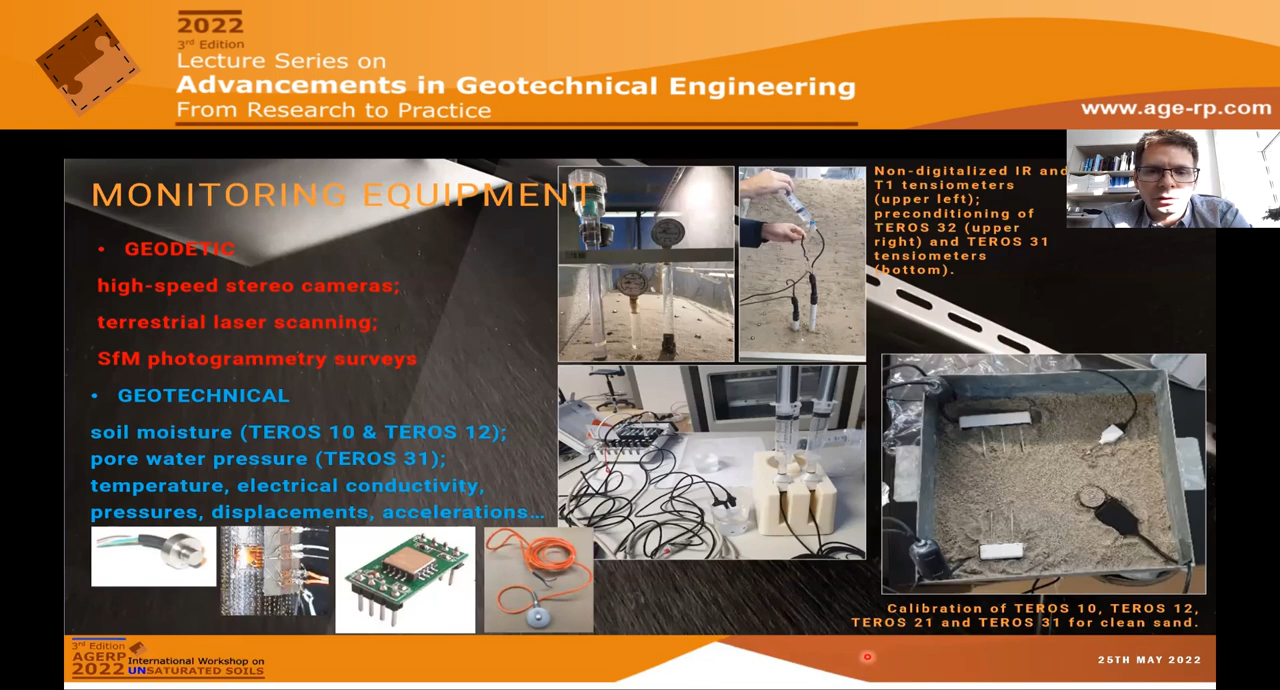 2022
3rd Edition
Lecture Series on
Advancements in Geotechnical Engineering
From Research to Practice
www.age-rp.com
MONITORING EQUIPMENT
• GEODETIC
high-speed stereo cameras;
terrestrial laser scanning;
SfM photogrammetry surveys
• GEOTECHNICAL
soil moisture (TEROS 10 & TEROS 12);
pore water pressure (TEROS 31);
temperature, electrical conductivity,
pressures, displacements, accelerations...
Non-digitalized IR and
T1 tensiometers
(upper left);
preconditioning of
TEROS 32 (upper
right) and TEROS 31
tensiometers
(bottom).
Calibration of TEROS 10, TEROS 12,
TEROS 21 and TEROS 31 for clean sand.
3rd Edition
AGERP
2022
International Workshop on
UNSATURATED SOILS
25TH MAY 2022